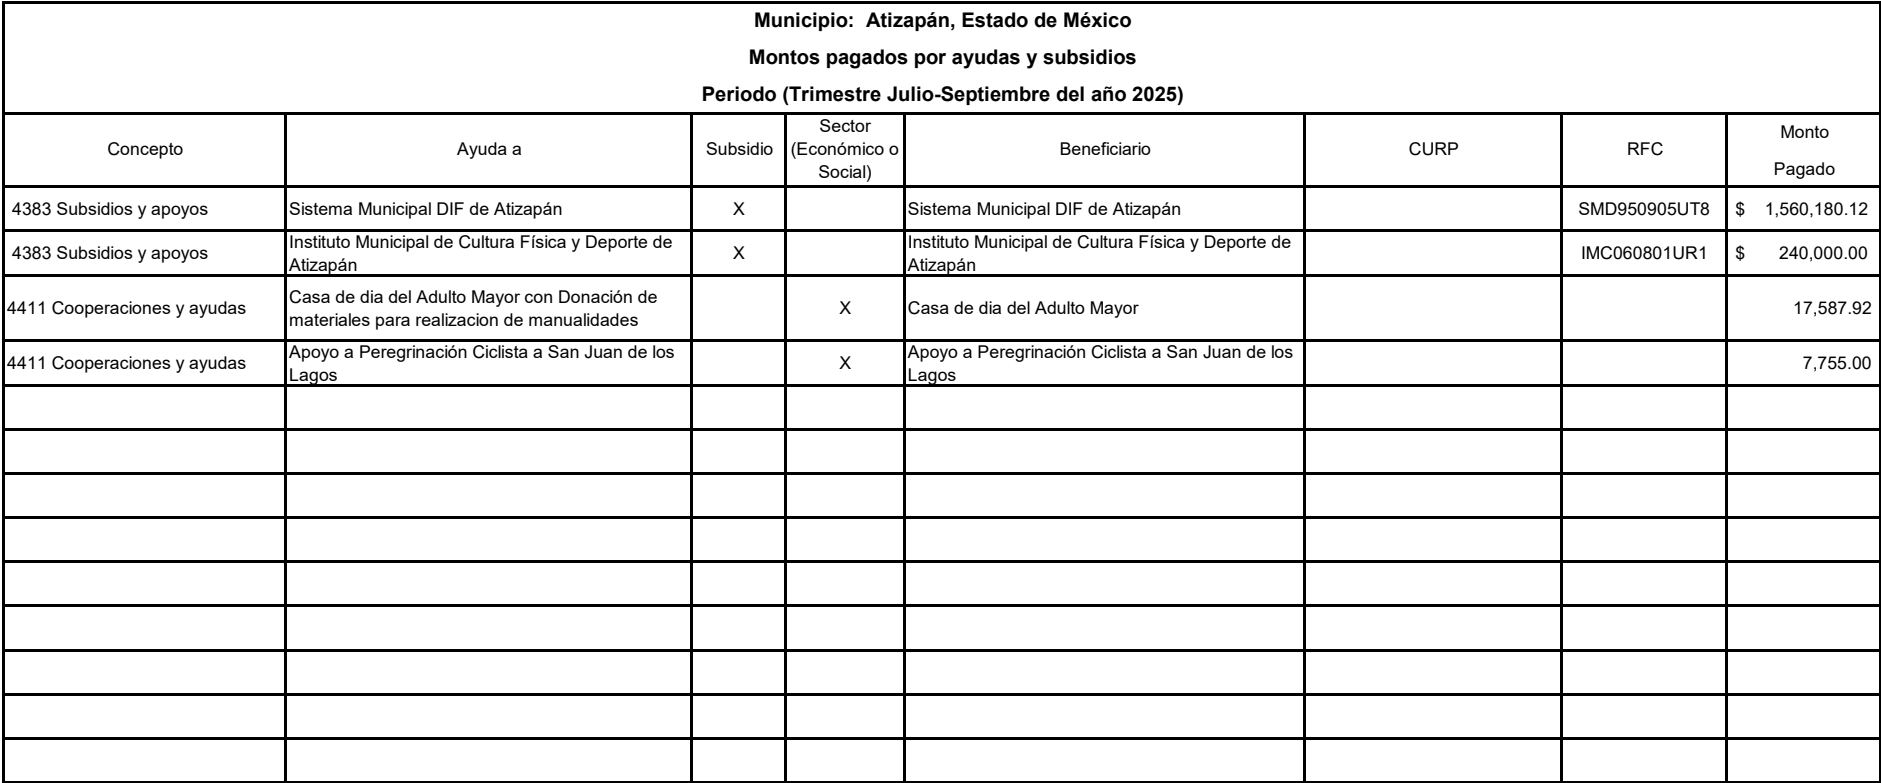 Municipio:  Atizapán, Estado de México
Montos pagados por ayudas y subsidios
Periodo (Trimestre Julio-Septiembre del año 2025)
Concepto Ayuda a Subsidio Sector (Económico o Social) Beneficiario CURP RFC Monto Pagado
4383 Subsidios y apoyos Sistema Municipal DIF de Atizapán X Sistema Municipal DIF de Atizapán SMD950905UT8 $ 1,560,180.12
4383 Subsidios y apoyos Instituto Municipal de Cultura Física y Deporte de Atizapán X Instituto Municipal de Cultura Física y Deporte de Atizapán IMC060801UR1 $ 240,000.00
4411 Cooperaciones y ayudas Casa de dia del Adulto Mayor con Donación de materiales para realizacion de manualidades X Casa de dia del Adulto Mayor 17,587.92
4411 Cooperaciones y ayudas Apoyo a Peregrinación Ciclista a San Juan de los Lagos X Apoyo a Peregrinación Ciclista a San Juan de los Lagos 7,755.00